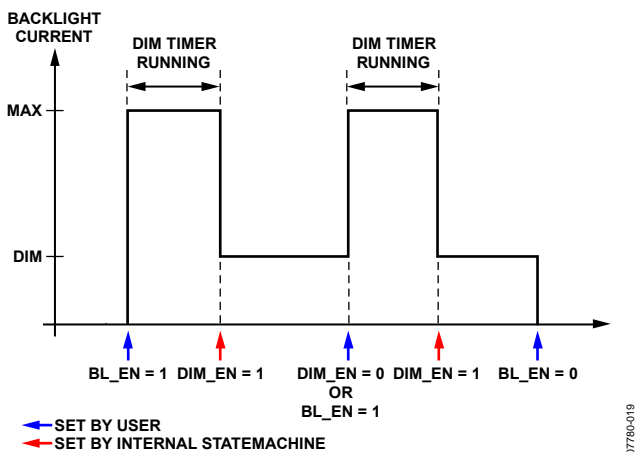 BACKLIGHT
CURRENT
DIM TIMER
RUNNING
DIM TIMER
RUNNING
MAX
DIM
BL_EN = 1 DIM_EN = 1 DIM_EN = 0 DIM_EN = 1 BL_EN = 0
OR
BL_EN = 1
SET BY USER
SET BY INTERNAL STATEMACHINE
07780-019